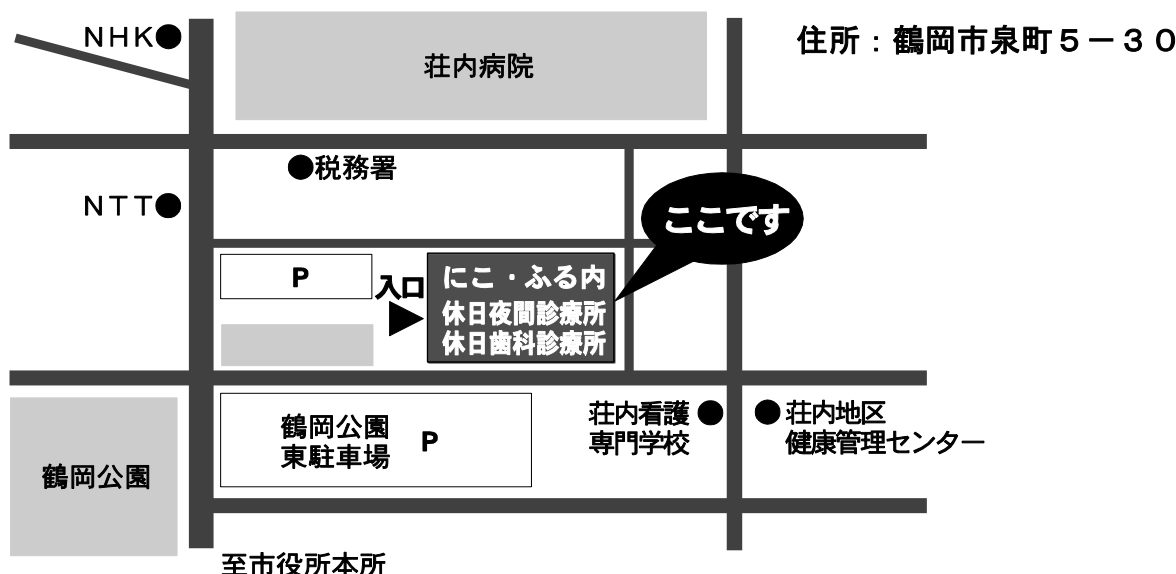 ＮＨＫ●
荘内病院
住所：鶴岡市泉町５－３０
●税務署
ＮＴＴ●
ここです
Ｐ
入口
▶
にこ・ふる内
休日夜間診療所
休日歯科診療所
鶴岡公園
鶴岡公園
東駐車場
Ｐ
荘内看護●
専門学校
●荘内地区
健康管理センター
至市役所本所